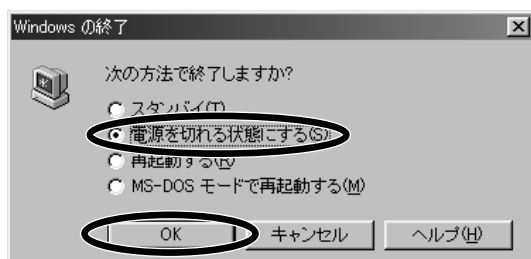 Windows の終了
次の方法で終了しますか?
スタンバイ(T)
電源を切れる状態にする(S)
再起動する(R)
MS-DOS モードで再起動する(M)
OK キャンセル ヘルプ(H)